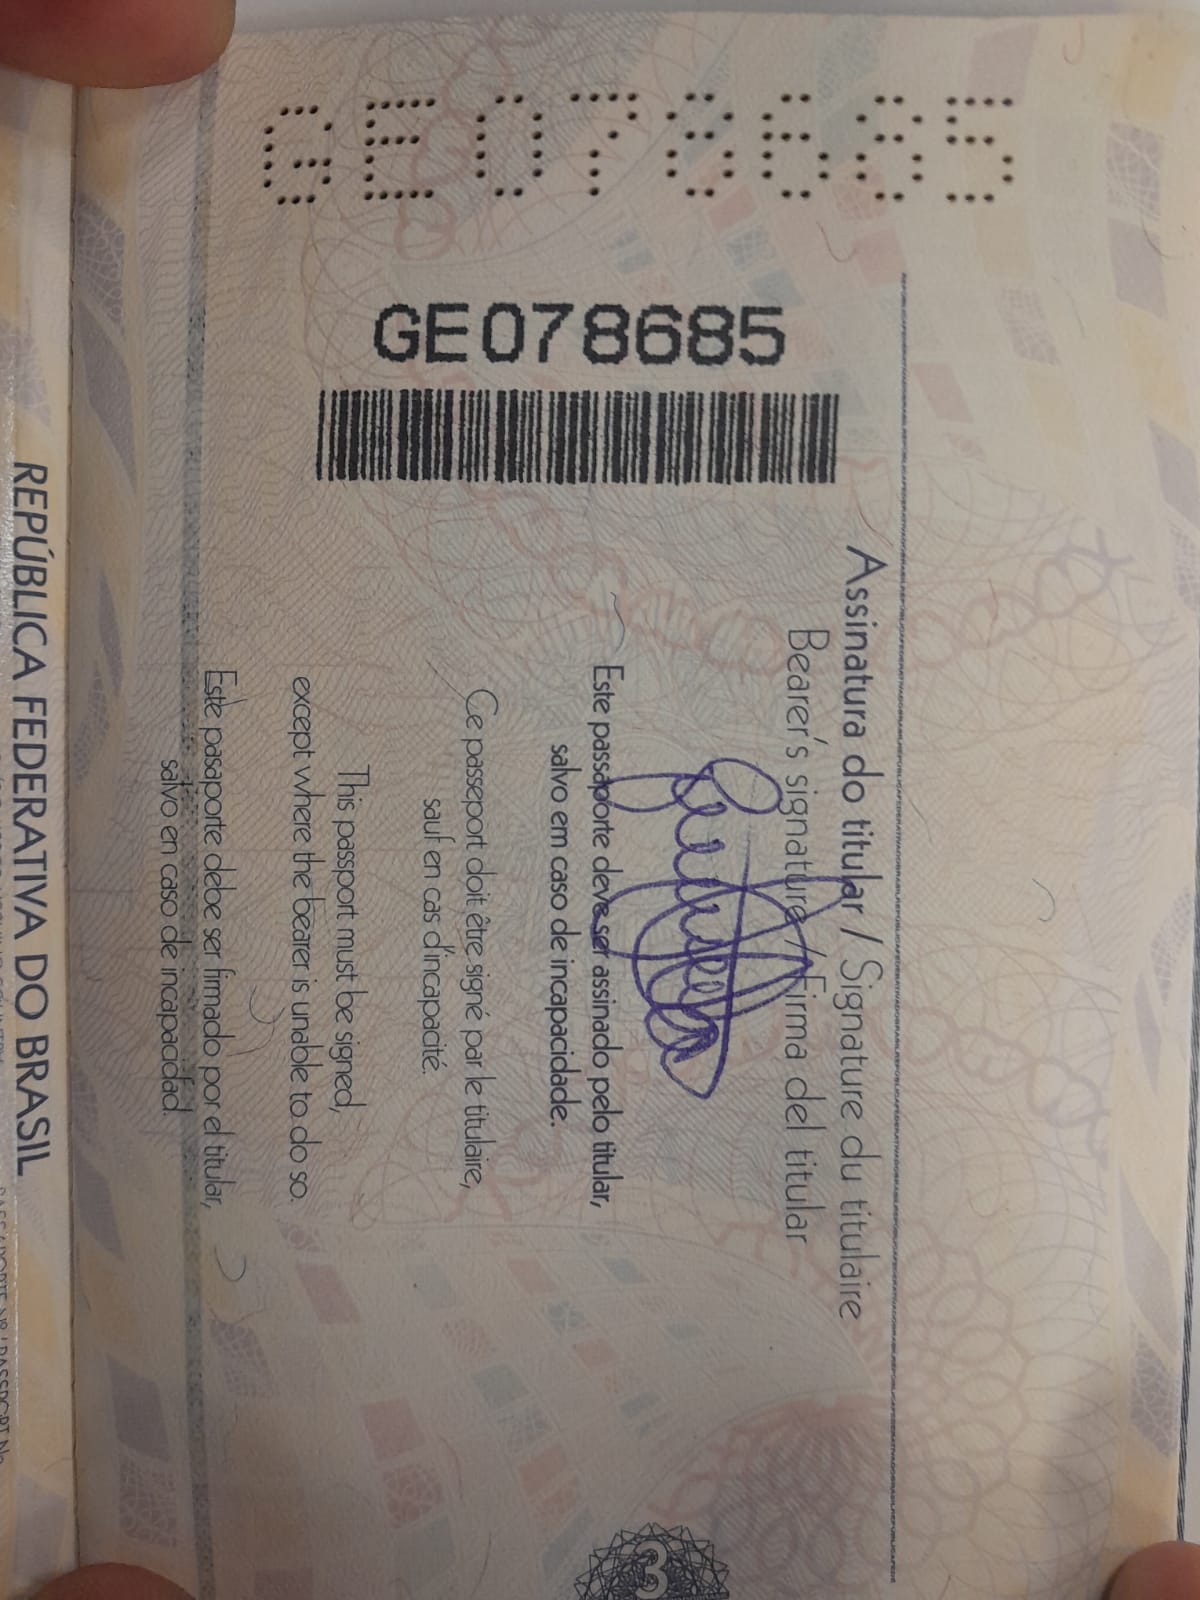 GE078685
GE078685
Assinatura do titular / Signature du titulaire
Bearer's signature / Firma del titular
Este passaporte deve ser assinado pelo titular,
salvo em caso de incapacidade.
Ce passeport doit être signé par le titulaire,
sauf en cas d'incapacité.
This passport must be signed,
except where the bearer is unable to do so.
Este pasaporte debe ser firmado por el titular,
salvo en caso de incapacidad.
3
REPÚBLICA FEDERATIVA DO BRASIL